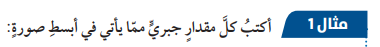 مثال 1 أكتبُ كلَّ مقدارٍ جبريٍّ ممّا يأتي في أبسطِ صورةٍ: